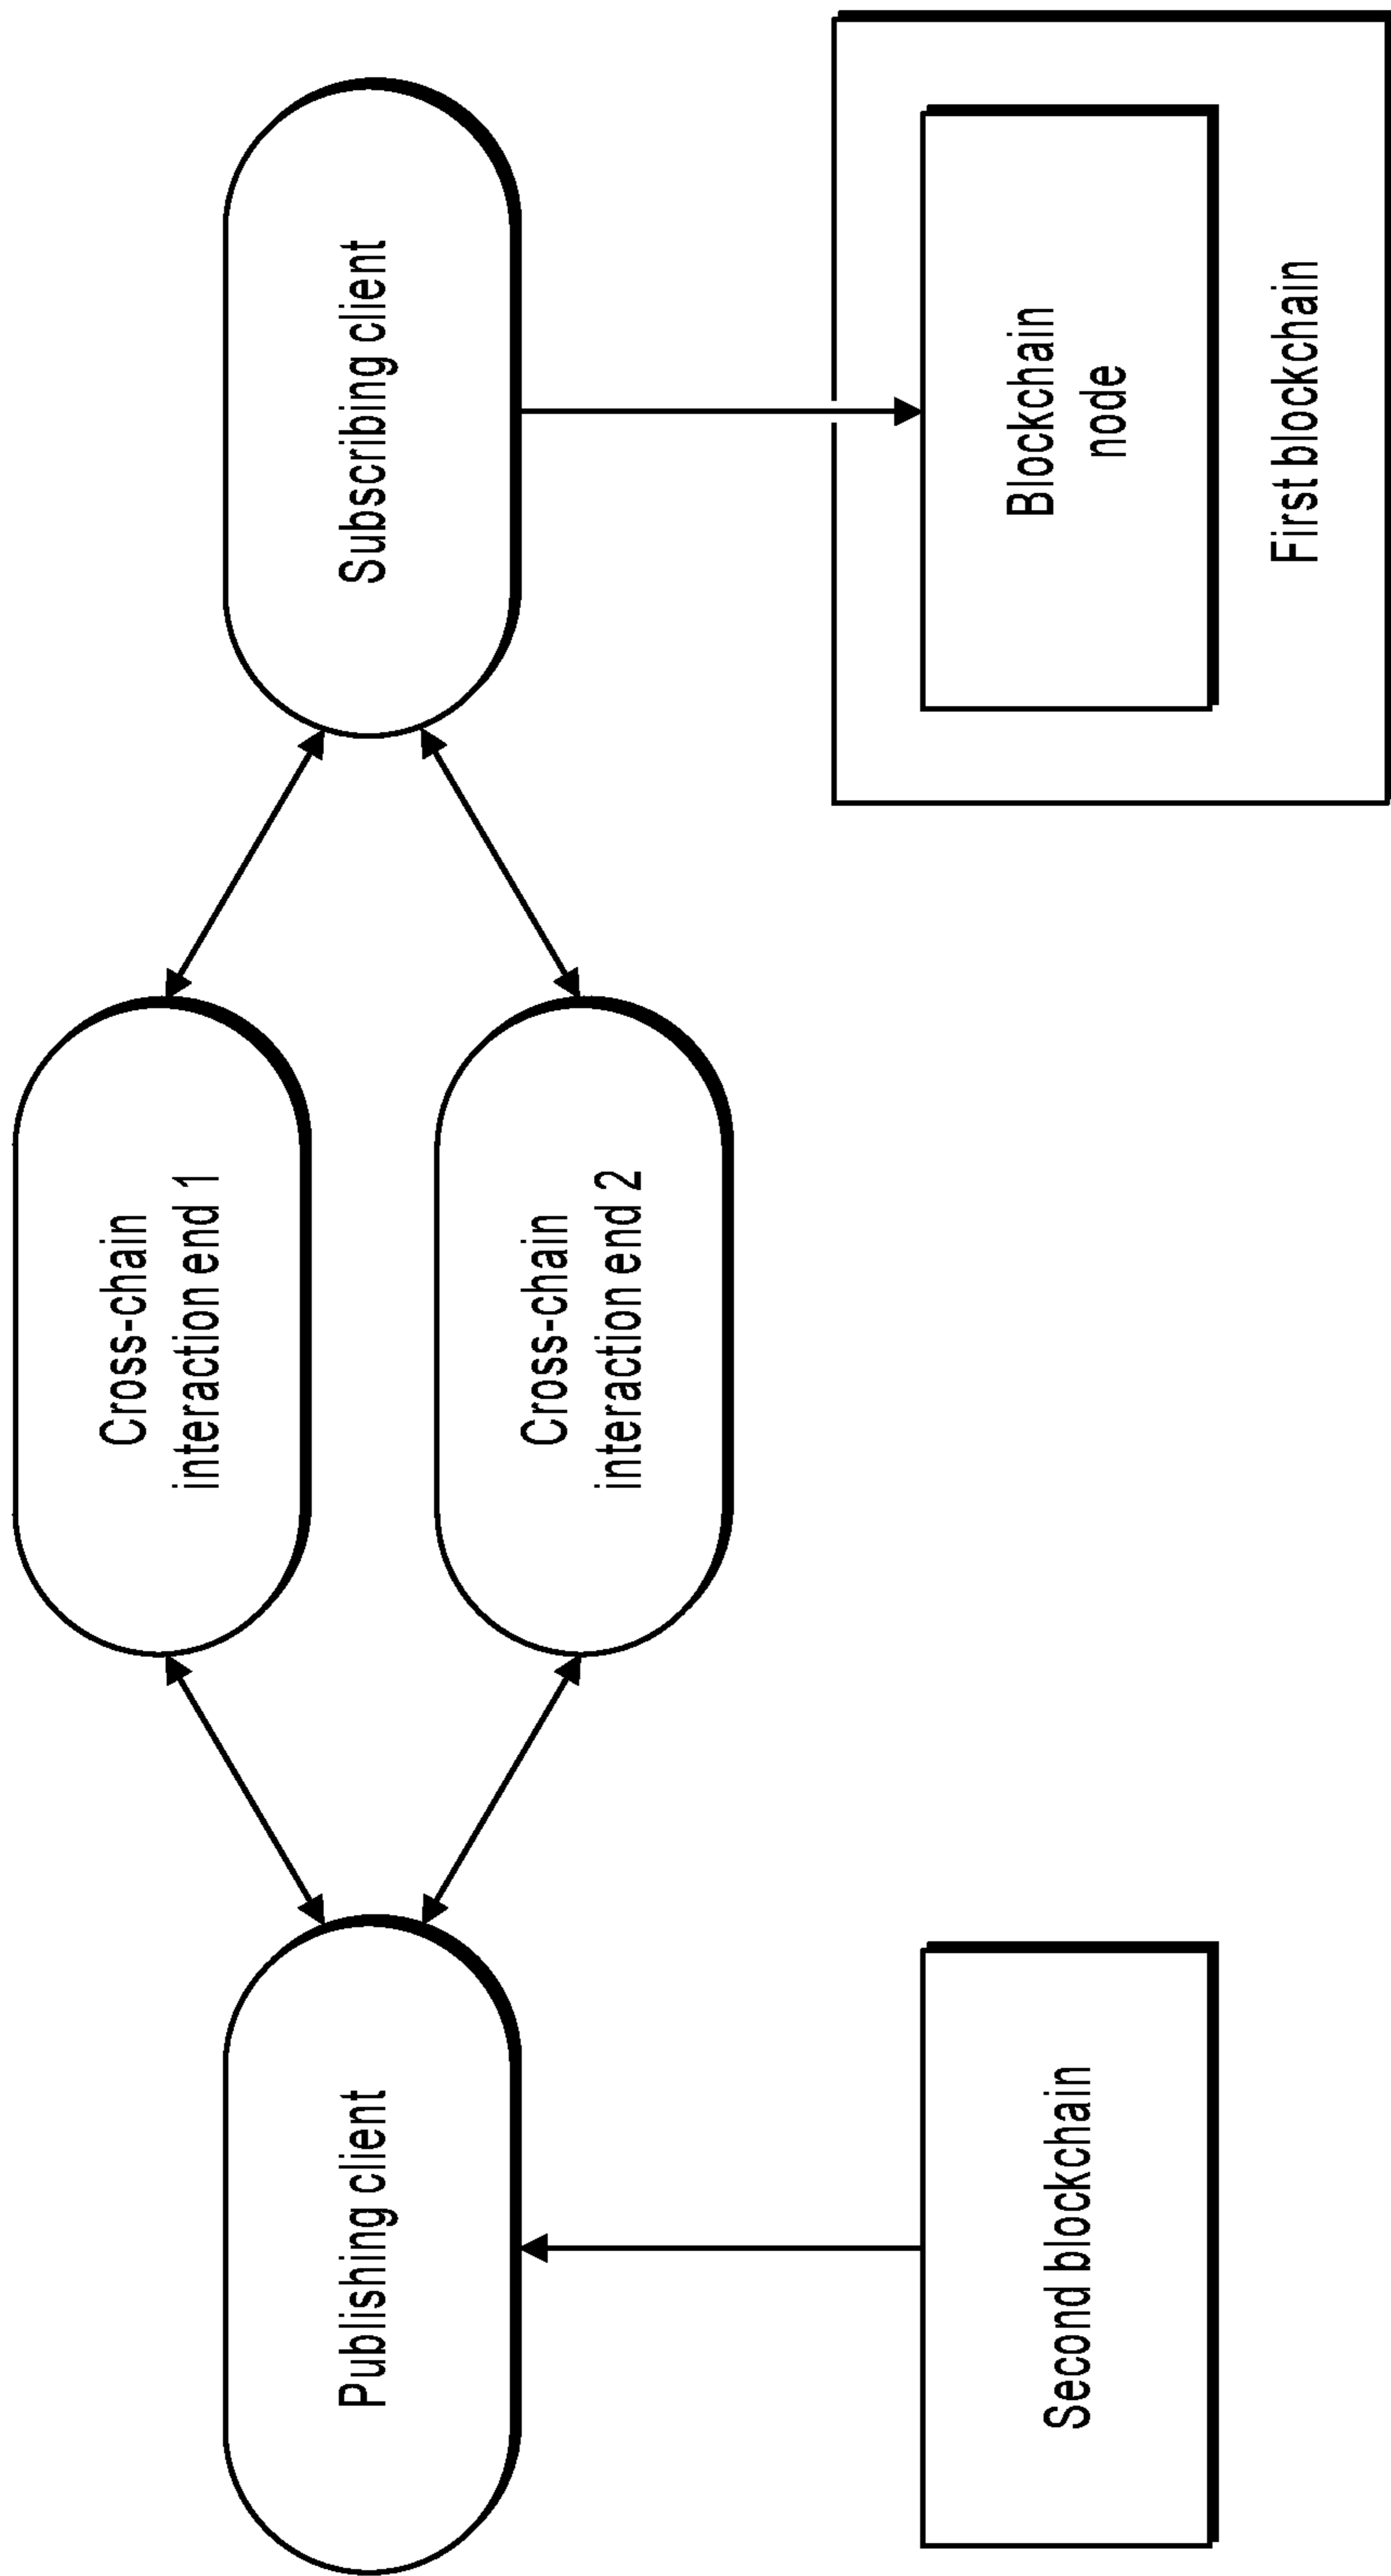 Cross-chain
interaction end 1
Publishing client
Subscribing client
Cross-chain
interaction end 2
Second blockchain
Blockchain
node
First blockchain